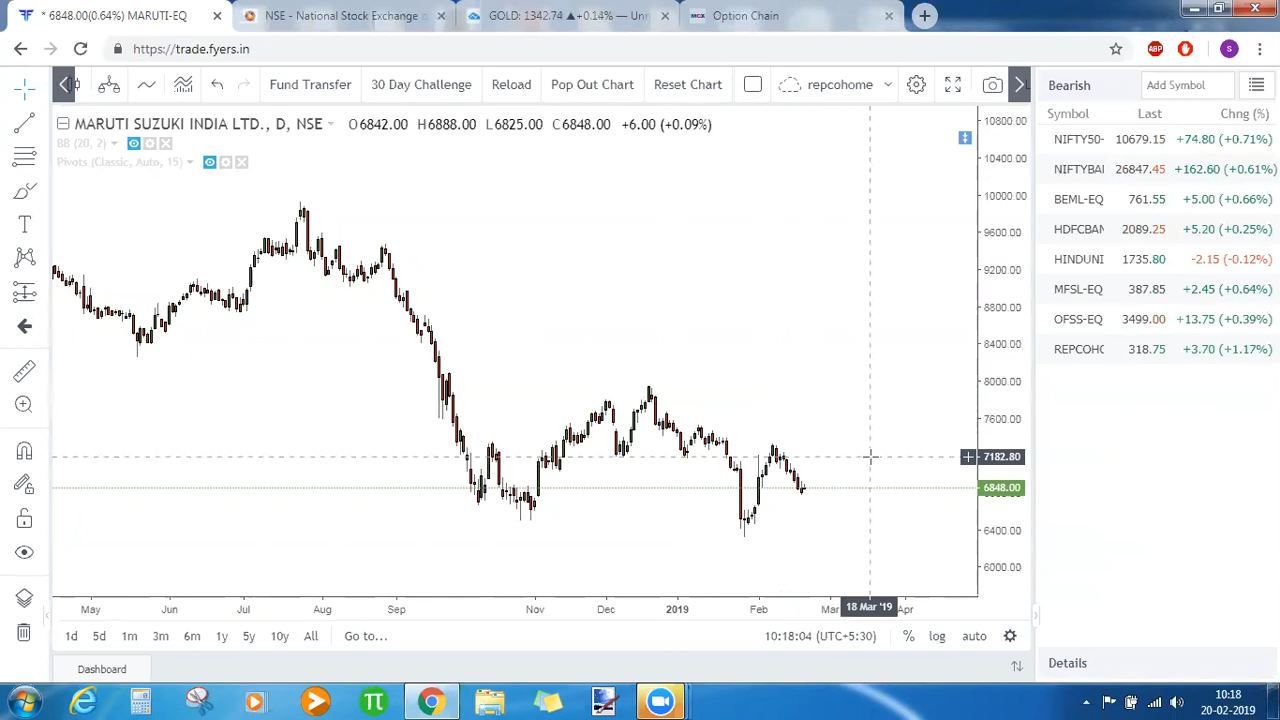 * 6848.00(0.64%) MARUTI-EQ
NSE - National Stock Exchange of
GOLD: 1342.74 ▲+0.14% — Un
Option Chain
https://trade.fyers.in
ABP
S
Fund Transfer
30 Day Challenge
Reload
Pop Out Chart
Reset Chart
repcohome
MARUTI SUZUKI INDIA LTD., D, NSE
O6842.00 H6888.00 L6825.00 C6848.00 +6.00 (+0.09%)
BB (20, 2)
Pivots (Classic, Auto, 15)
10800.00
10400.00
10000.00
9600.00
9200.00
8800.00
8400.00
8000.00
7600.00
7182.80
6848.00
6400.00
6000.00
May Jun Jul Aug Sep Nov Dec 2019 Feb Mar 18 Mar '19 Apr
1d 5d 1m 3m 6m 1y 5y 10y All Go to...
10:18:04 (UTC+5:30) % log auto
Dashboard
Bearish
Add Symbol
Symbol Last Chng (%)
NIFTY50- 10679.15 +74.80 (+0.71%)
NIFTYBA 26847.45 +162.60 (+0.61%)
BEML-EQ 761.55 +5.00 (+0.66%)
HDFCBAN 2089.25 +5.20 (+0.25%)
HINDUNI 1735.80 -2.15 (-0.12%)
MFSL-EQ 387.85 +2.45 (+0.64%)
OFSS-EQ 3499.00 +13.75 (+0.39%)
REPCOHC 318.75 +3.70 (+1.17%)
Details
10:18
20-02-2019